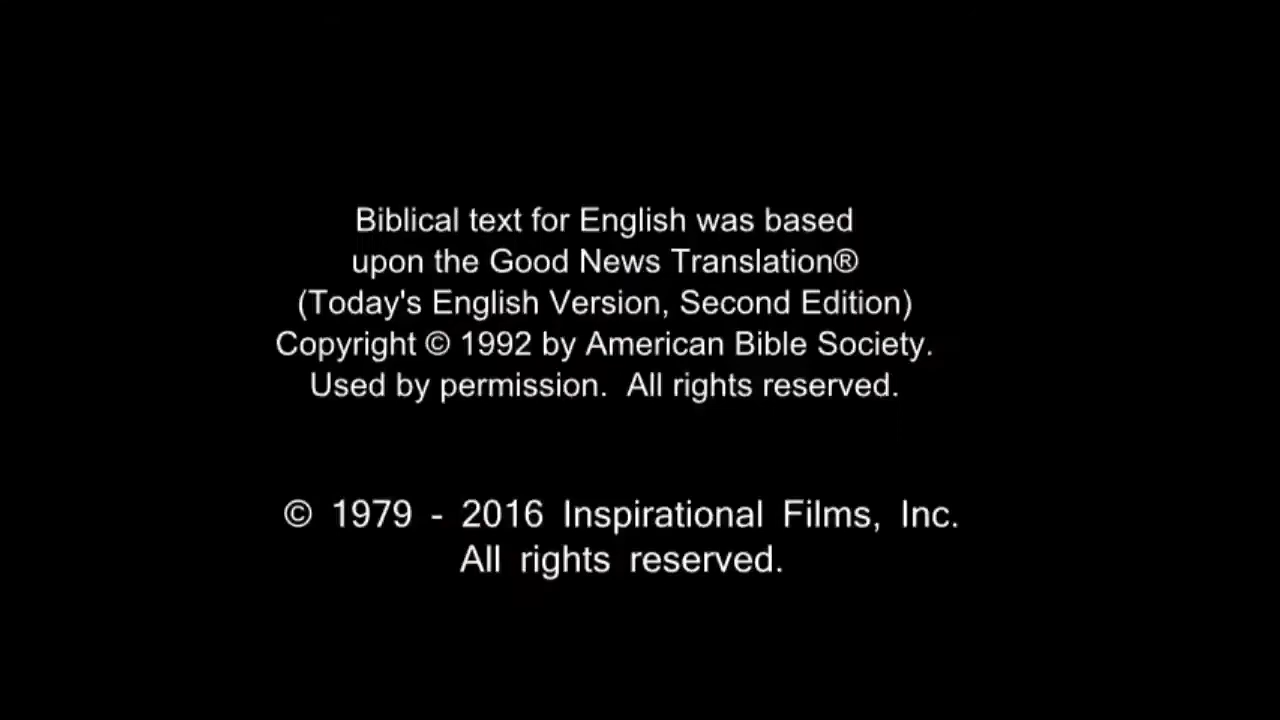 Biblical text for English was based
upon the Good News Translation®
(Today's English Version, Second Edition)
Copyright © 1992 by American Bible Society.
Used by permission.  All rights reserved.
© 1979 - 2016 Inspirational Films, Inc.
All rights reserved.